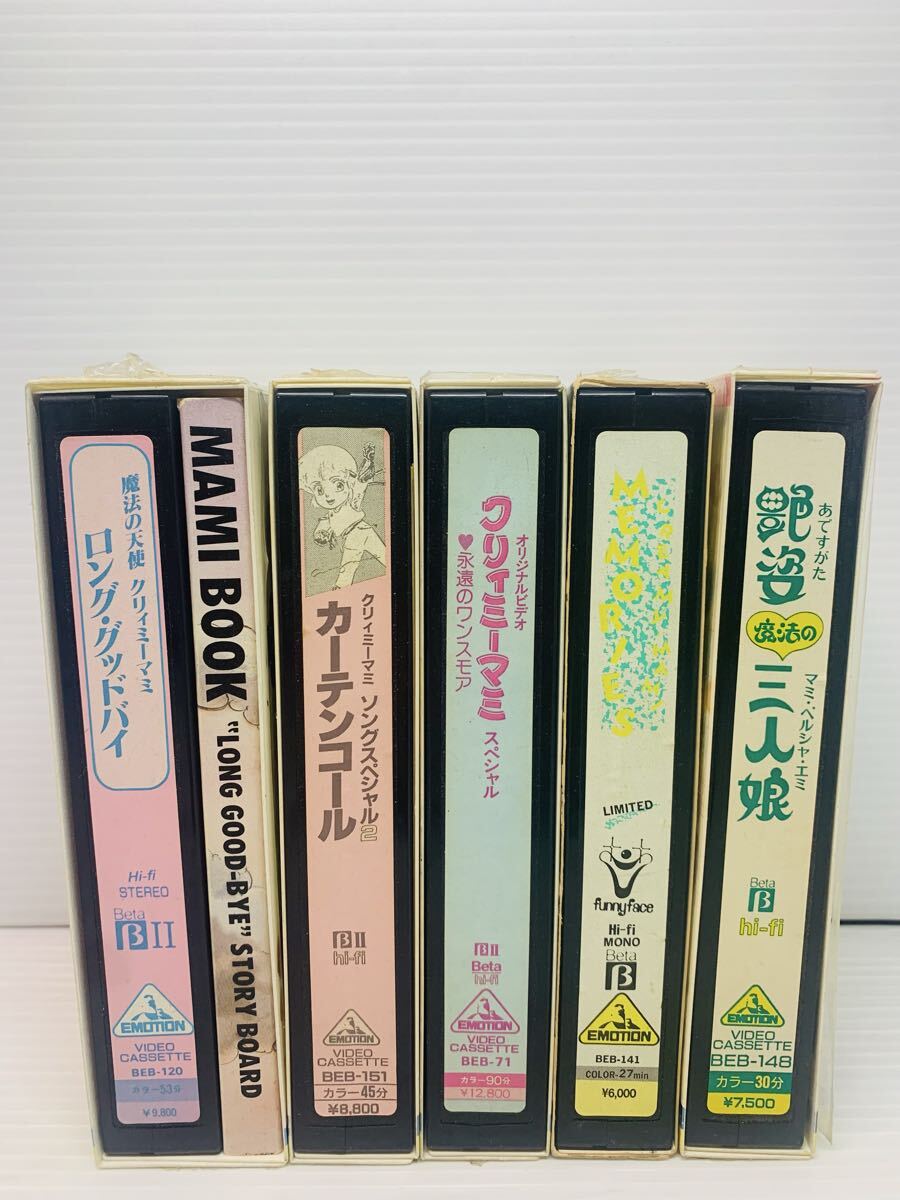 魔法の天使 クリィミーマミ
ロング・グッドバイ
Hi-fi
STEREO
Beta
βII
EMOTION
VIDEO
CASSETTE
BEB-120
カラー53分
¥9,800
MAMI BOOK "LONG GOOD-BYE" STORY BOARD
クリィミーマミ ソングスペシャル2
カーテンコール
βII
hi-fi
EMOTION
VIDEO
CASSETTE
BEB-151
カラー45分
¥8,800
オリジナルビデオ
クリィミーマミ スペシャル
♥永遠のワンスモア
βII
Beta
hi-fi
EMOTION
VIDEO
CASSETTE
BEB-71
カラー90分
¥12,800
MEMORIES
LIMITED
funnyface
Hi-fi
MONO
Beta
β
EMOTION
BEB-141
COLOR-27min
¥6,000
あですがた
艶姿
魔法の
マミ・ペルシャ・エミ
三人娘
Beta
β
hi-fi
EMOTION
VIDEO
CASSETTE
BEB-148
カラー30分
¥7,500